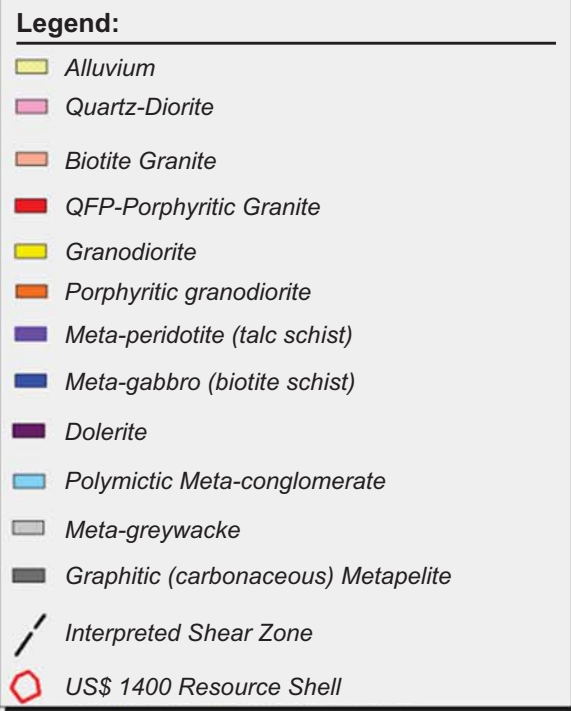 Legend:
Alluvium
Quartz-Diorite
Biotite Granite
QFP-Porphyritic Granite
Granodiorite
Porphyritic granodiorite
Meta-peridotite (talc schist)
Meta-gabbro (biotite schist)
Dolerite
Polymictic Meta-conglomerate
Meta-greywacke
Graphitic (carbonaceous) Metapelite
Interpreted Shear Zone
US$ 1400 Resource Shell